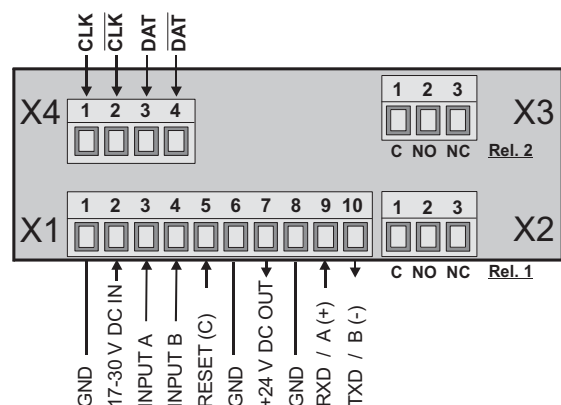 CLK
CLK
DAT
DAT
X4
1 2 3 4
1 2 3
X3
C NO NC
Rel. 2
X1
1 2 3 4 5 6 7 8 9 10
1 2 3
X2
C NO NC
Rel. 1
GND
17-30 V DC IN
INPUT A
INPUT B
RESET (C)
GND
+24 V DC OUT
GND
RXD / A (+)
TXD / B (-)